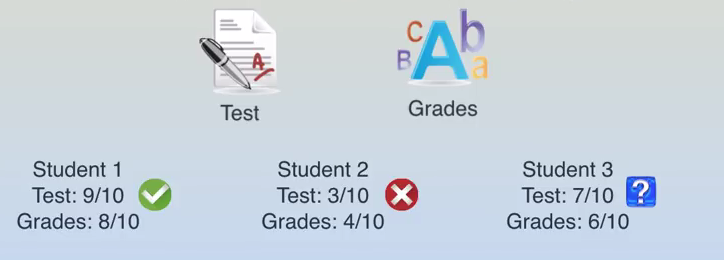 Test
Grades
Student 1
Test: 9/10
Grades: 8/10
Student 2
Test: 3/10
Grades: 4/10
Student 3
Test: 7/10
Grades: 6/10